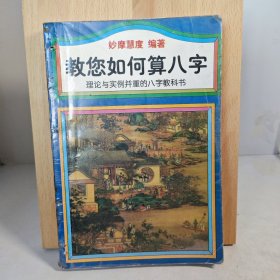 妙摩慧度 编著
教您如何算八字
理论与实例并重的八字教科书